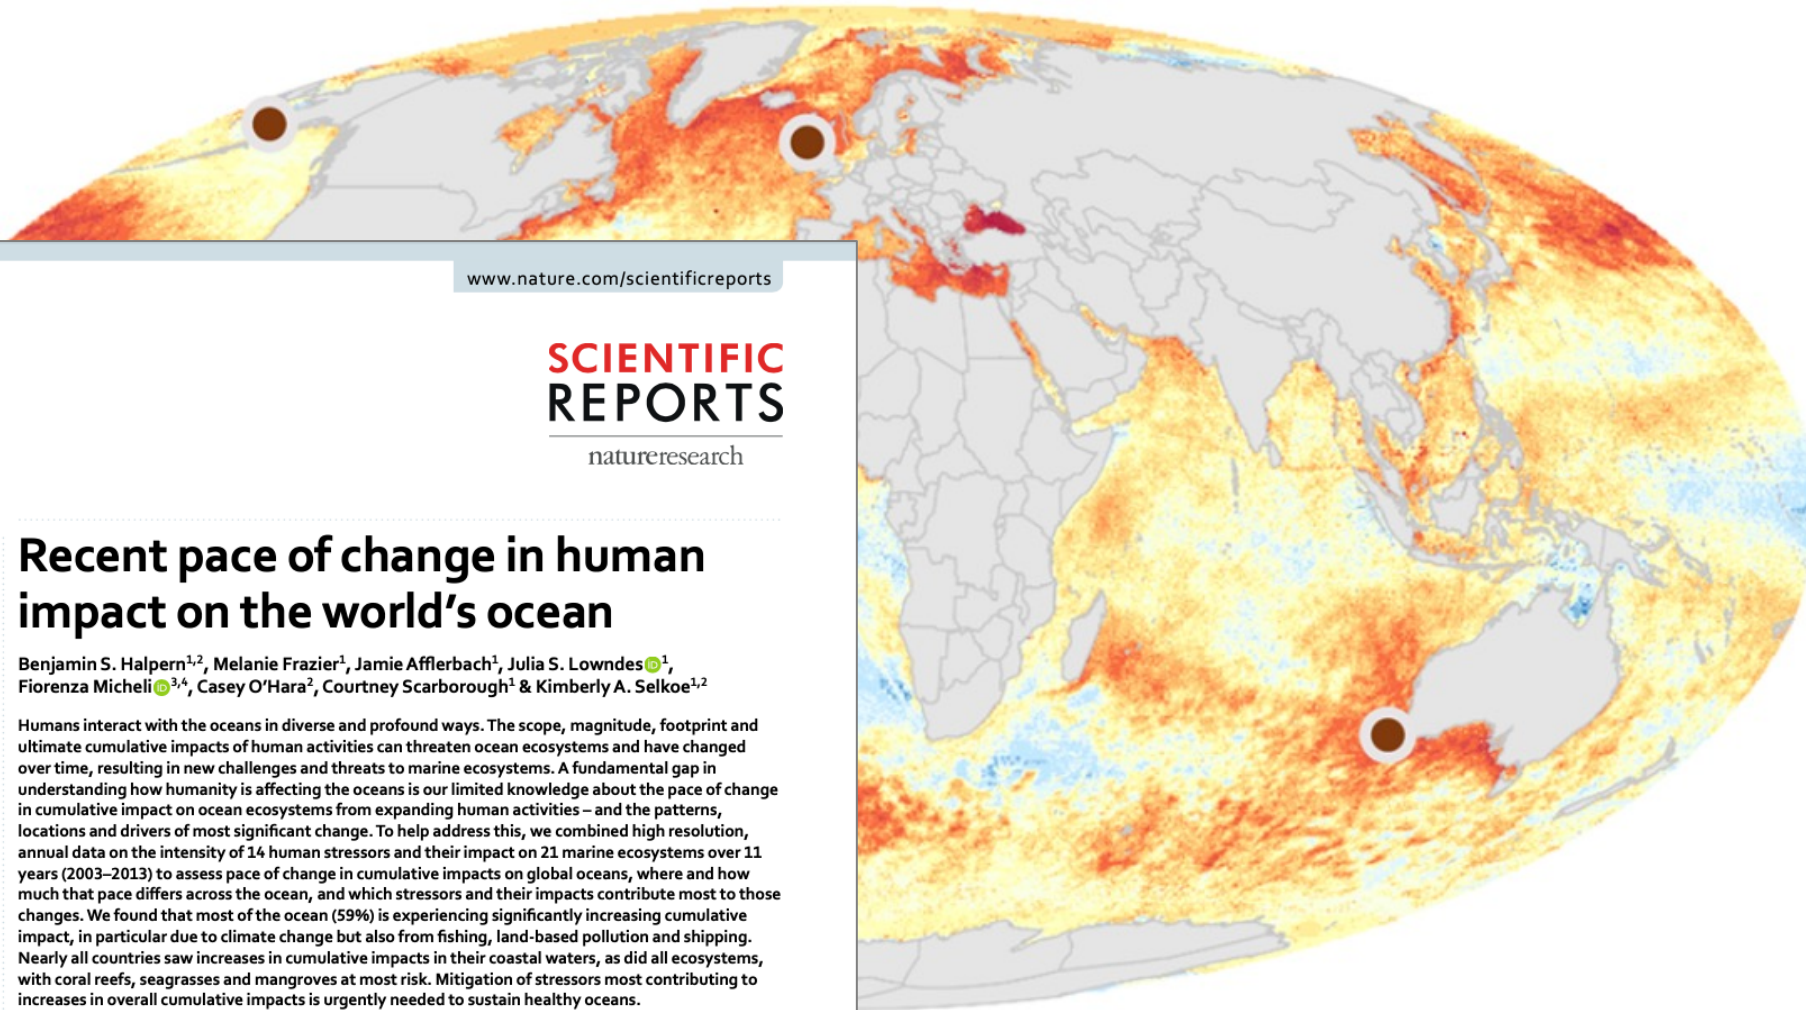 www.nature.com/scientificreports
SCIENTIFIC
REPORTS
natureresearch
Recent pace of change in human
impact on the world’s ocean
Benjamin S. Halpern1,2, Melanie Frazier1, Jamie Afflerbach1, Julia S. Lowndes iD 1,
Fiorenza Micheli iD 3,4, Casey O’Hara2, Courtney Scarborough1 & Kimberly A. Selkoe1,2
Humans interact with the oceans in diverse and profound ways. The scope, magnitude, footprint and
ultimate cumulative impacts of human activities can threaten ocean ecosystems and have changed
over time, resulting in new challenges and threats to marine ecosystems. A fundamental gap in
understanding how humanity is affecting the oceans is our limited knowledge about the pace of change
in cumulative impact on ocean ecosystems from expanding human activities – and the patterns,
locations and drivers of most significant change. To help address this, we combined high resolution,
annual data on the intensity of 14 human stressors and their impact on 21 marine ecosystems over 11
years (2003–2013) to assess pace of change in cumulative impacts on global oceans, where and how
much that pace differs across the ocean, and which stressors and their impacts contribute most to those
changes. We found that most of the ocean (59%) is experiencing significantly increasing cumulative
impact, in particular due to climate change but also from fishing, land-based pollution and shipping.
Nearly all countries saw increases in cumulative impacts in their coastal waters, as did all ecosystems,
with coral reefs, seagrasses and mangroves at most risk. Mitigation of stressors most contributing to
increases in overall cumulative impacts is urgently needed to sustain healthy oceans.